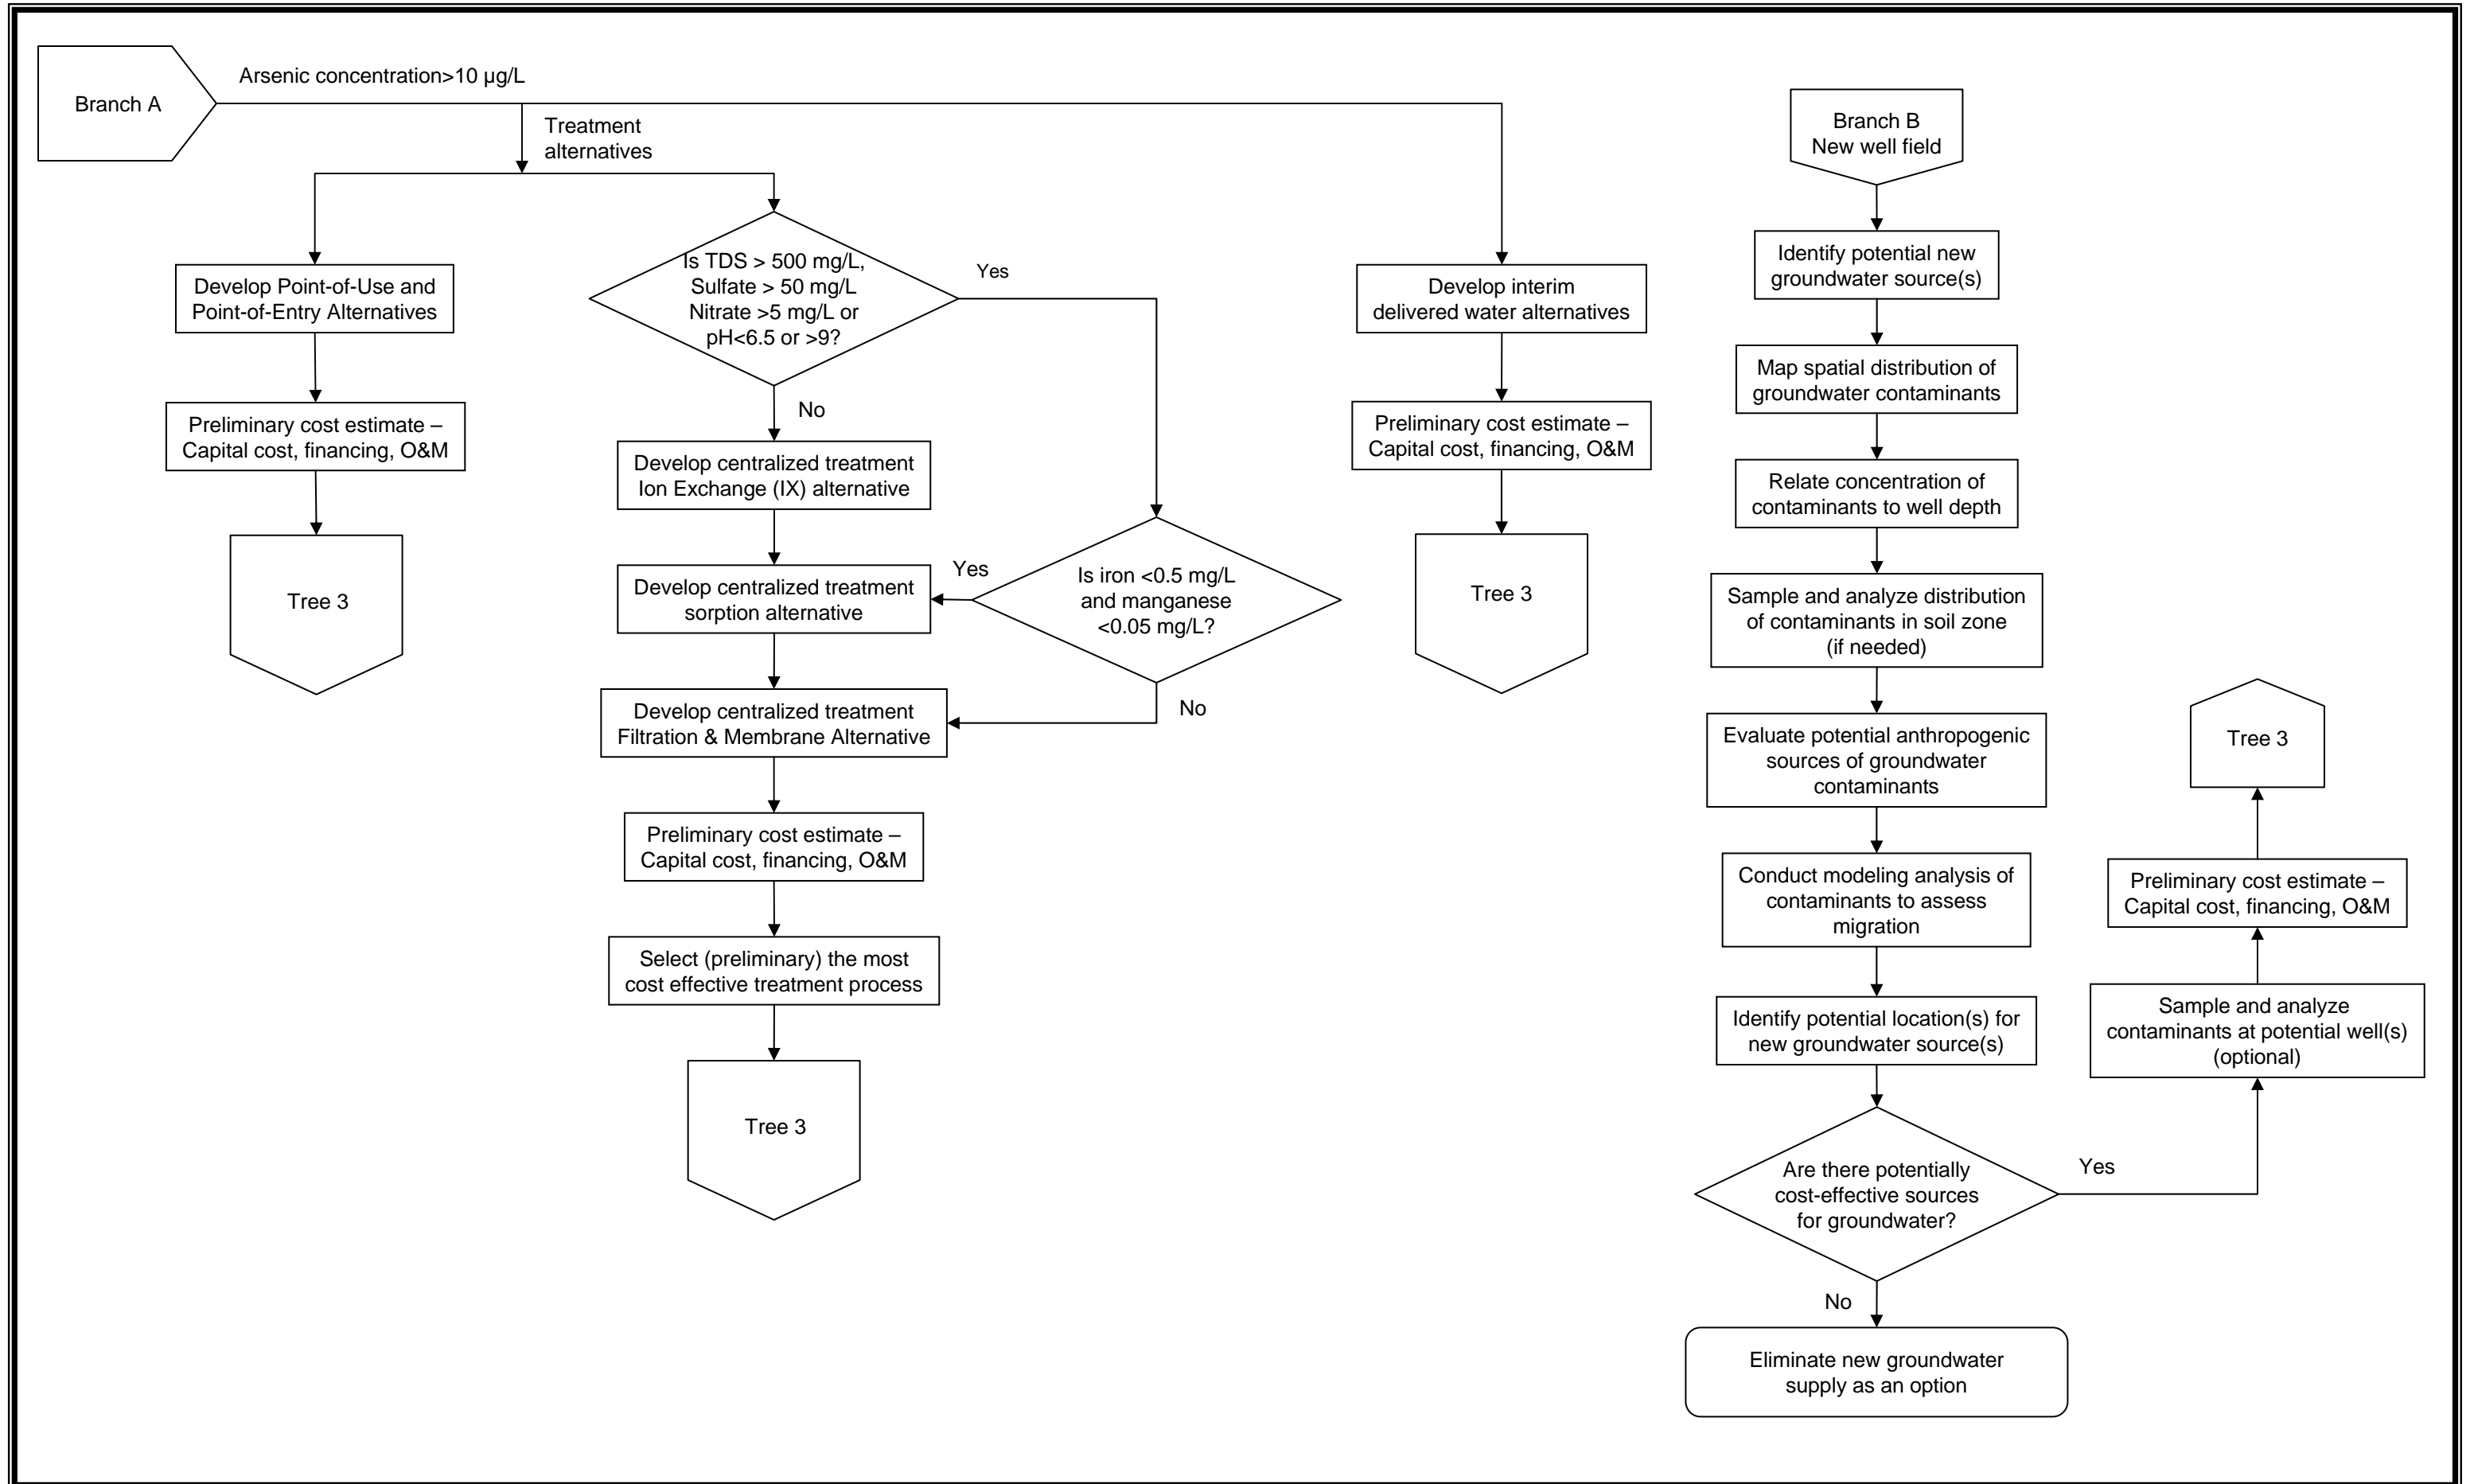 Branch A
Arsenic concentration>10 µg/L
Treatment
alternatives
Develop Point-of-Use and
Point-of-Entry Alternatives
Preliminary cost estimate –
Capital cost, financing, O&M
Tree 3
Is TDS > 500 mg/L,
Sulfate > 50 mg/L
Nitrate >5 mg/L or
pH<6.5 or >9?
Yes
No
Develop centralized treatment
Ion Exchange (IX) alternative
Develop centralized treatment
sorption alternative
Yes
Is iron <0.5 mg/L
and manganese
<0.05 mg/L?
No
Develop centralized treatment
Filtration & Membrane Alternative
Preliminary cost estimate –
Capital cost, financing, O&M
Select (preliminary) the most
cost effective treatment process
Tree 3
Develop interim
delivered water alternatives
Preliminary cost estimate –
Capital cost, financing, O&M
Tree 3
Branch B
New well field
Identify potential new
groundwater source(s)
Map spatial distribution of
groundwater contaminants
Relate concentration of
contaminants to well depth
Sample and analyze distribution
of contaminants in soil zone
(if needed)
Evaluate potential anthropogenic
sources of groundwater
contaminants
Conduct modeling analysis of
contaminants to assess
migration
Identify potential location(s) for
new groundwater source(s)
Are there potentially
cost-effective sources
for groundwater?
Yes
No
Eliminate new groundwater
supply as an option
Sample and analyze
contaminants at potential well(s)
(optional)
Preliminary cost estimate –
Capital cost, financing, O&M
Tree 3